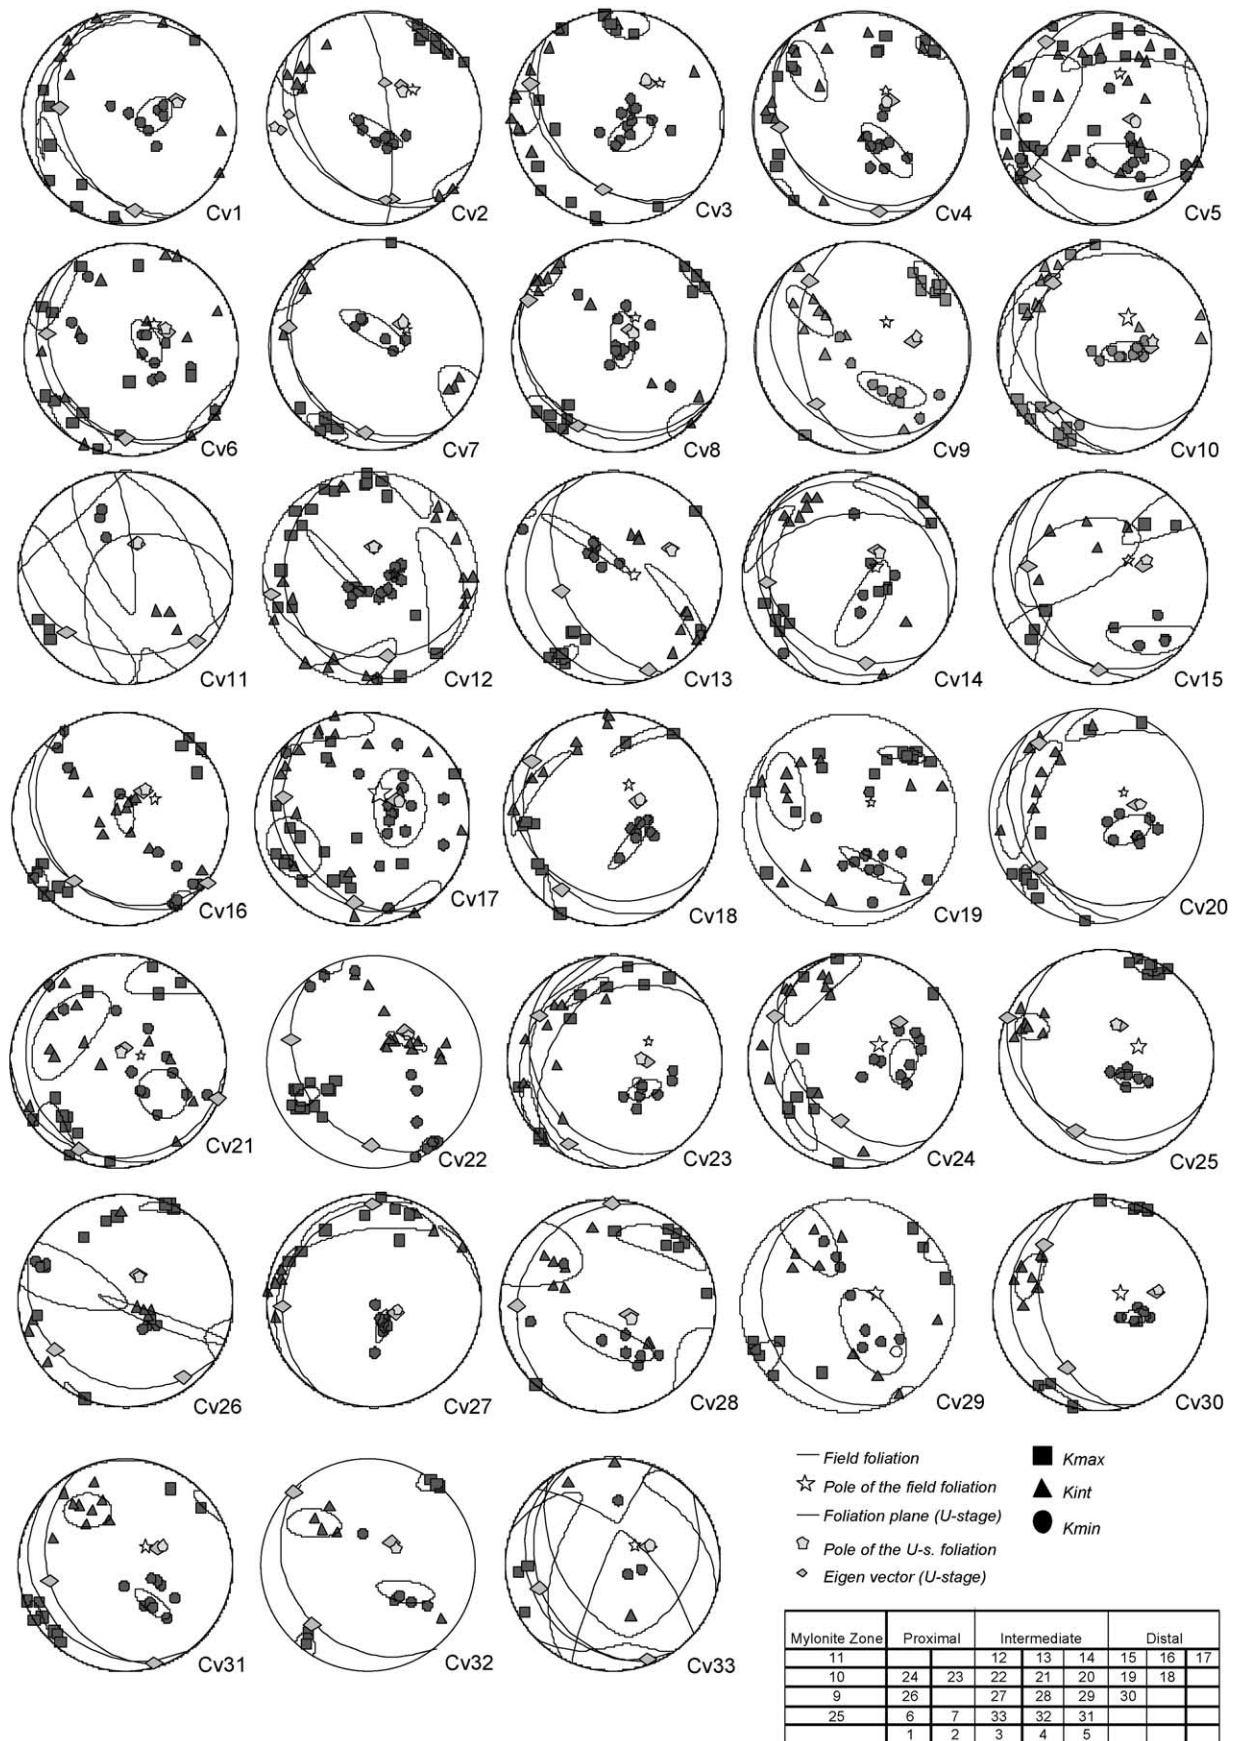 Cv1 Cv2 Cv3 Cv4 Cv5
Cv6 Cv7 Cv8 Cv9 Cv10
Cv11 Cv12 Cv13 Cv14 Cv15
Cv16 Cv17 Cv18 Cv19 Cv20
Cv21 Cv22 Cv23 Cv24 Cv25
Cv26 Cv27 Cv28 Cv29 Cv30
Cv31 Cv32 Cv33
Field foliation
Pole of the field foliation
Foliation plane (U-stage)
Pole of the U-s. foliation
Eigen vector (U-stage)
Kmax
Kint
Kmin
Mylonite Zone Proximal Intermediate Distal
11 12 13 14 15 16 17
10 24 23 22 21 20 19 18
9 26 27 28 29 30
25 6 7 33 32 31
1 2 3 4 5